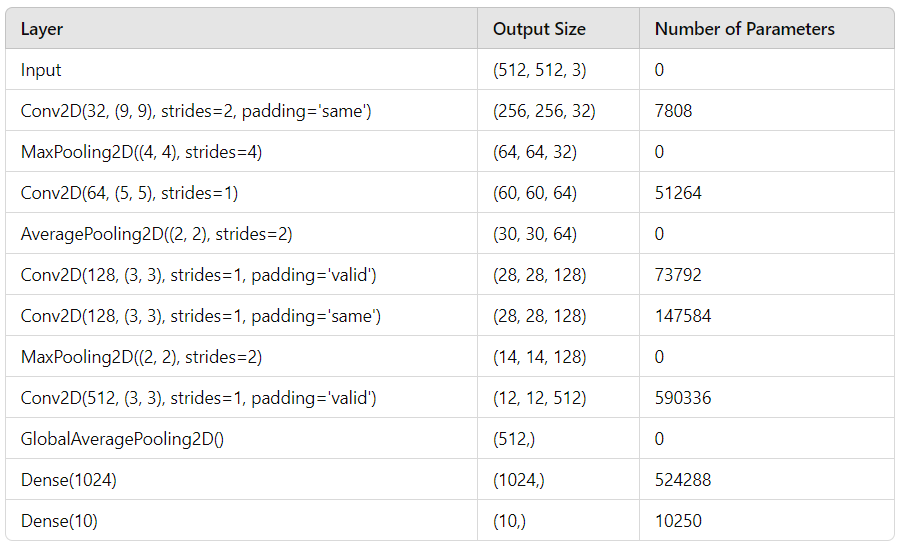 Layer Output Size Number of Parameters
Input (512, 512, 3) 0
Conv2D(32, (9, 9), strides=2, padding='same') (256, 256, 32) 7808
MaxPooling2D((4, 4), strides=4) (64, 64, 32) 0
Conv2D(64, (5, 5), strides=1) (60, 60, 64) 51264
AveragePooling2D((2, 2), strides=2) (30, 30, 64) 0
Conv2D(128, (3, 3), strides=1, padding='valid') (28, 28, 128) 73792
Conv2D(128, (3, 3), strides=1, padding='same') (28, 28, 128) 147584
MaxPooling2D((2, 2), strides=2) (14, 14, 128) 0
Conv2D(512, (3, 3), strides=1, padding='valid') (12, 12, 512) 590336
GlobalAveragePooling2D() (512,) 0
Dense(1024) (1024,) 524288
Dense(10) (10,) 10250